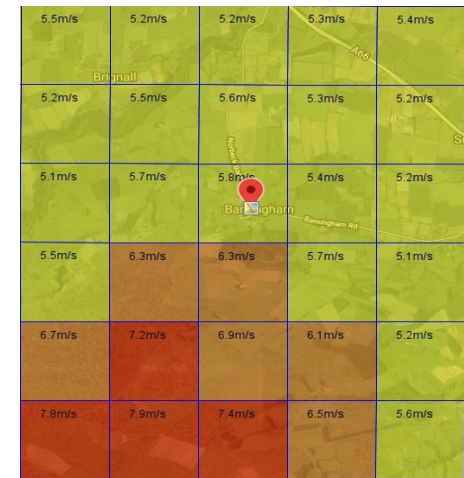 5.5m/s 5.2m/s 5.2m/s 5.3m/s 5.4m/s
A66
Brignall
5.2m/s 5.5m/s 5.6m/s 5.3m/s 5.2m/s
5.1m/s 5.7m/s 5.8m/s 5.4m/s 5.2m/s
Barningham
Barningham Rd
5.5m/s 6.3m/s 6.3m/s 5.7m/s 5.1m/s
6.7m/s 7.2m/s 6.9m/s 6.1m/s 5.2m/s
7.8m/s 7.9m/s 7.4m/s 6.5m/s 5.6m/s